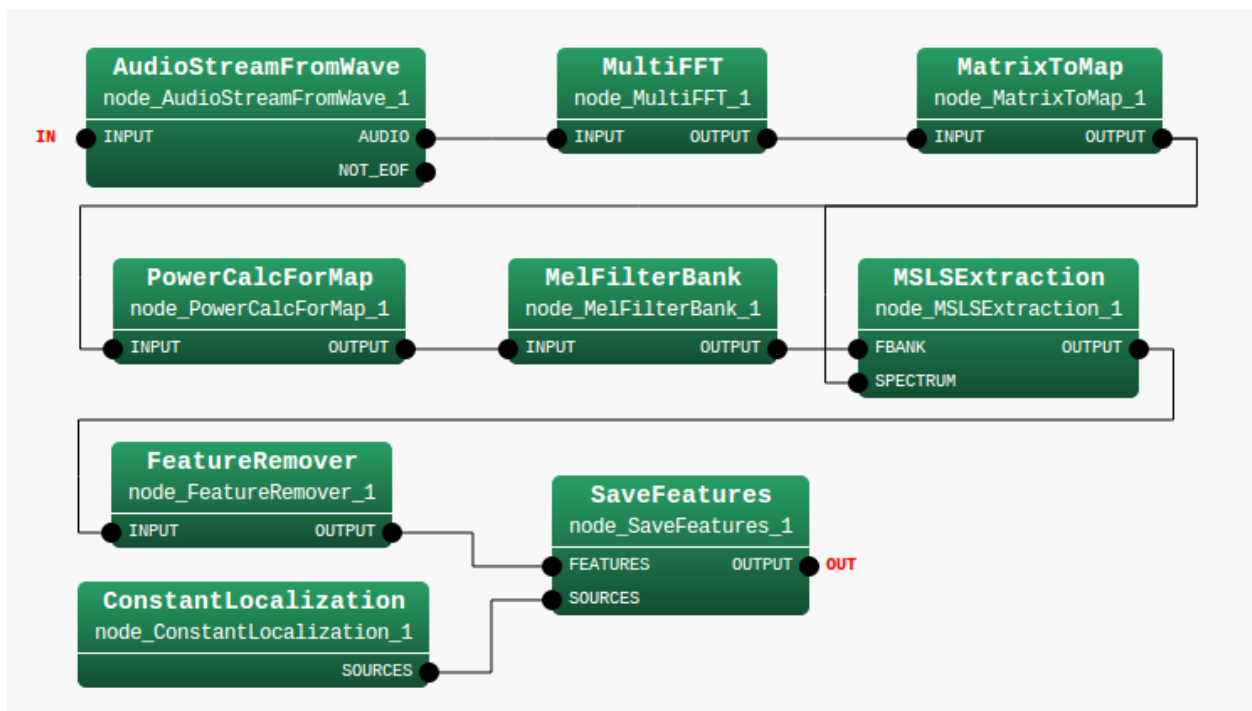 AudioStreamFromWave
node_AudioStreamFromWave_1
IN
INPUT
AUDIO
NOT_EOF
MultiFFT
node_MultiFFT_1
INPUT
OUTPUT
MatrixToMap
node_MatrixToMap_1
INPUT
OUTPUT
PowerCalcForMap
node_PowerCalcForMap_1
INPUT
OUTPUT
MelFilterBank
node_MelFilterBank_1
INPUT
OUTPUT
MSLSExtraction
node_MSLSExtraction_1
FBANK
OUTPUT
SPECTRUM
FeatureRemover
node_FeatureRemover_1
INPUT
OUTPUT
SaveFeatures
node_SaveFeatures_1
FEATURES
OUTPUT
OUT
SOURCES
ConstantLocalization
node_ConstantLocalization_1
SOURCES